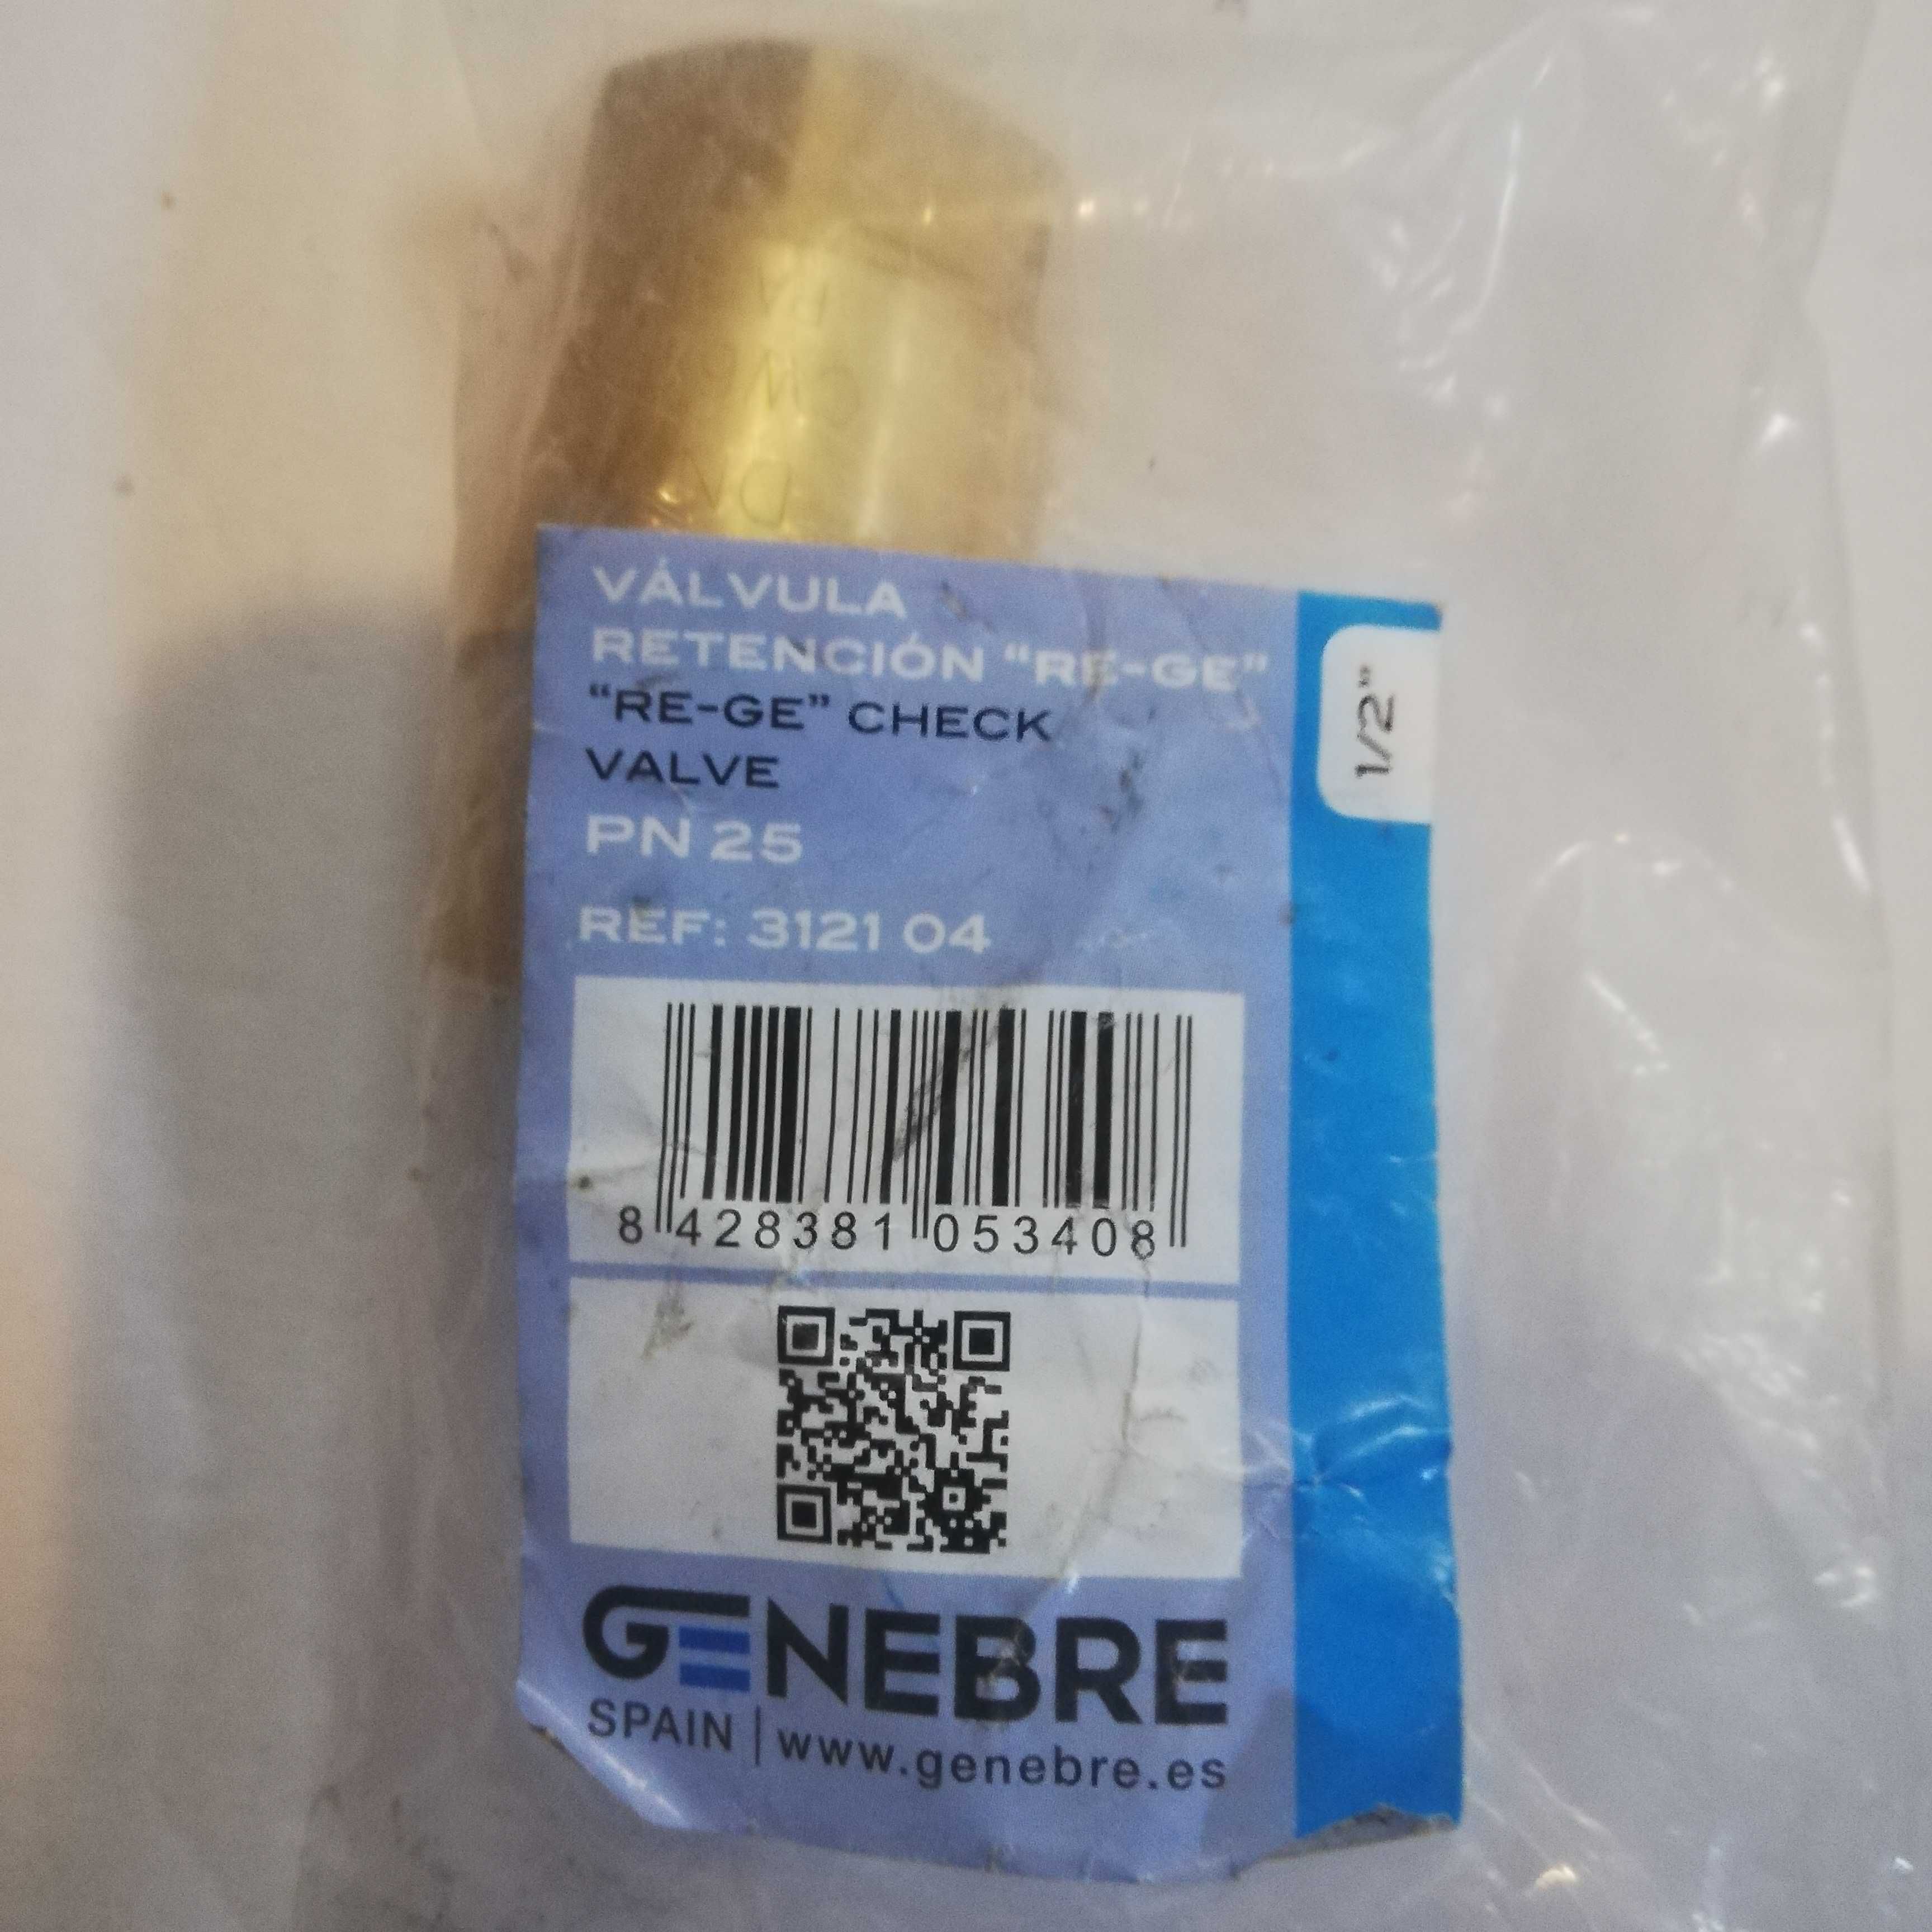 VÁLVULA
RETENCIÓN “RE-GE”
“RE-GE” CHECK
VALVE
PN 25
REF: 3121 04
1/2"
8 428381 053408
GENEBRE
SPAIN | www.genebre.es